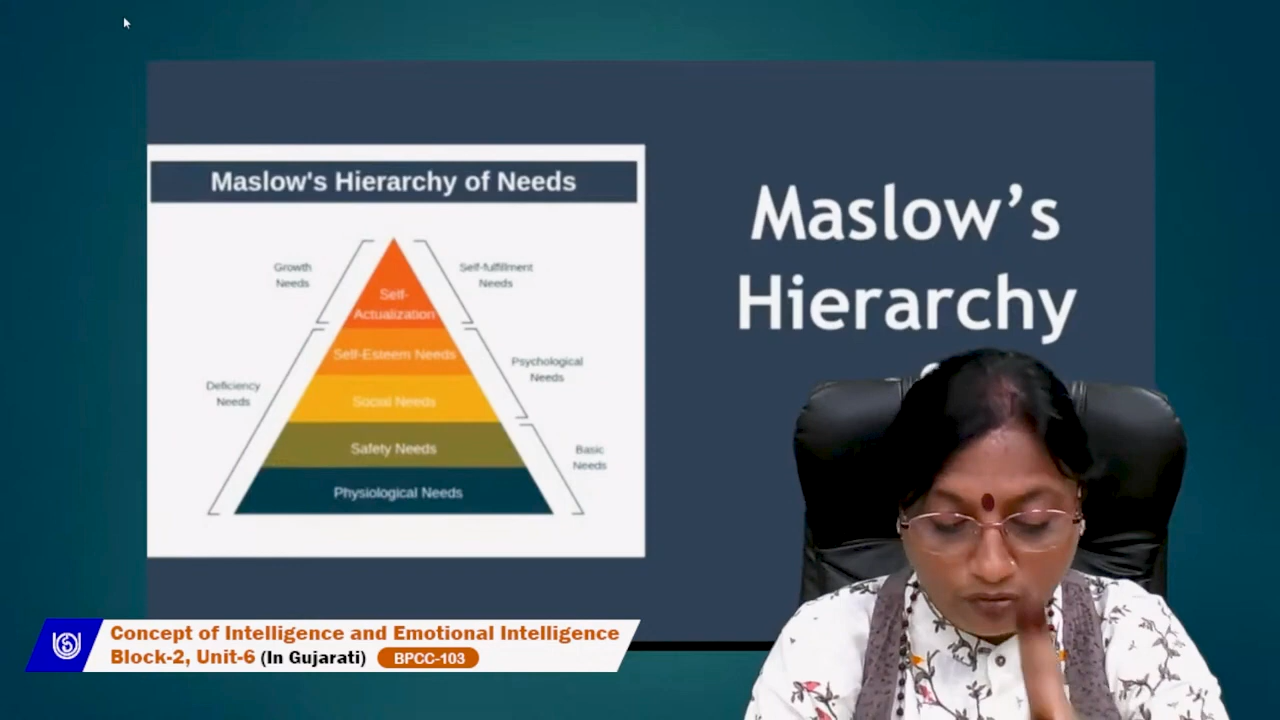 Maslow's Hierarchy of Needs
Growth
Needs
Self-fulfillment
Needs
Self-
Actualization
Self-Esteem Needs
Psychological
Needs
Deficiency
Needs
Social Needs
Safety Needs
Basic
Needs
Physiological Needs
Maslow’s
Hierarchy
Concept of Intelligence and Emotional Intelligence
Block-2, Unit-6 (In Gujarati) BPCC-103